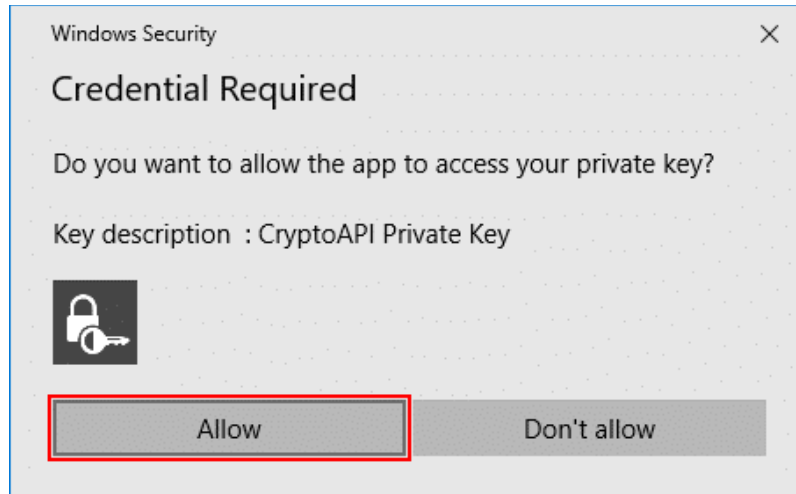 Windows Security
Credential Required
Do you want to allow the app to access your private key?
Key description : CryptoAPI Private Key
Allow
Don't allow